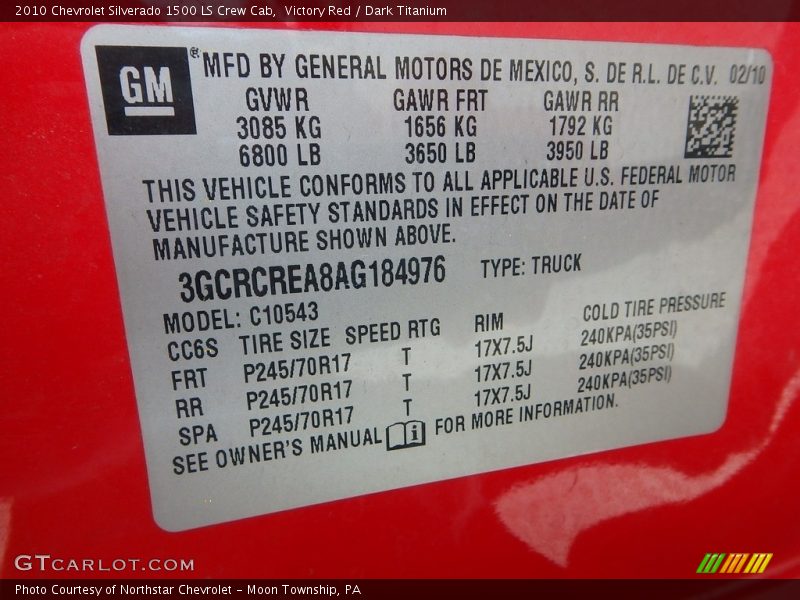 2010 Chevrolet Silverado 1500 LS Crew Cab, Victory Red / Dark Titanium
GM
® MFD BY GENERAL MOTORS DE MEXICO, S. DE R.L. DE C.V. 02/10
GVWR GAWR FRT GAWR RR
3085 KG 1656 KG 1792 KG
6800 LB 3650 LB 3950 LB
THIS VEHICLE CONFORMS TO ALL APPLICABLE U.S. FEDERAL MOTOR
VEHICLE SAFETY STANDARDS IN EFFECT ON THE DATE OF
MANUFACTURE SHOWN ABOVE.
3GCRCREA8AG184976 TYPE: TRUCK
MODEL: C10543
CC6S TIRE SIZE SPEED RTG RIM COLD TIRE PRESSURE
FRT P245/70R17 T 17X7.5J 240KPA(35PSI)
RR P245/70R17 T 17X7.5J 240KPA(35PSI)
SPA P245/70R17 T 17X7.5J 240KPA(35PSI)
SEE OWNER'S MANUAL i FOR MORE INFORMATION.
GTCARLOT.COM
Photo Courtesy of Northstar Chevrolet - Moon Township, PA